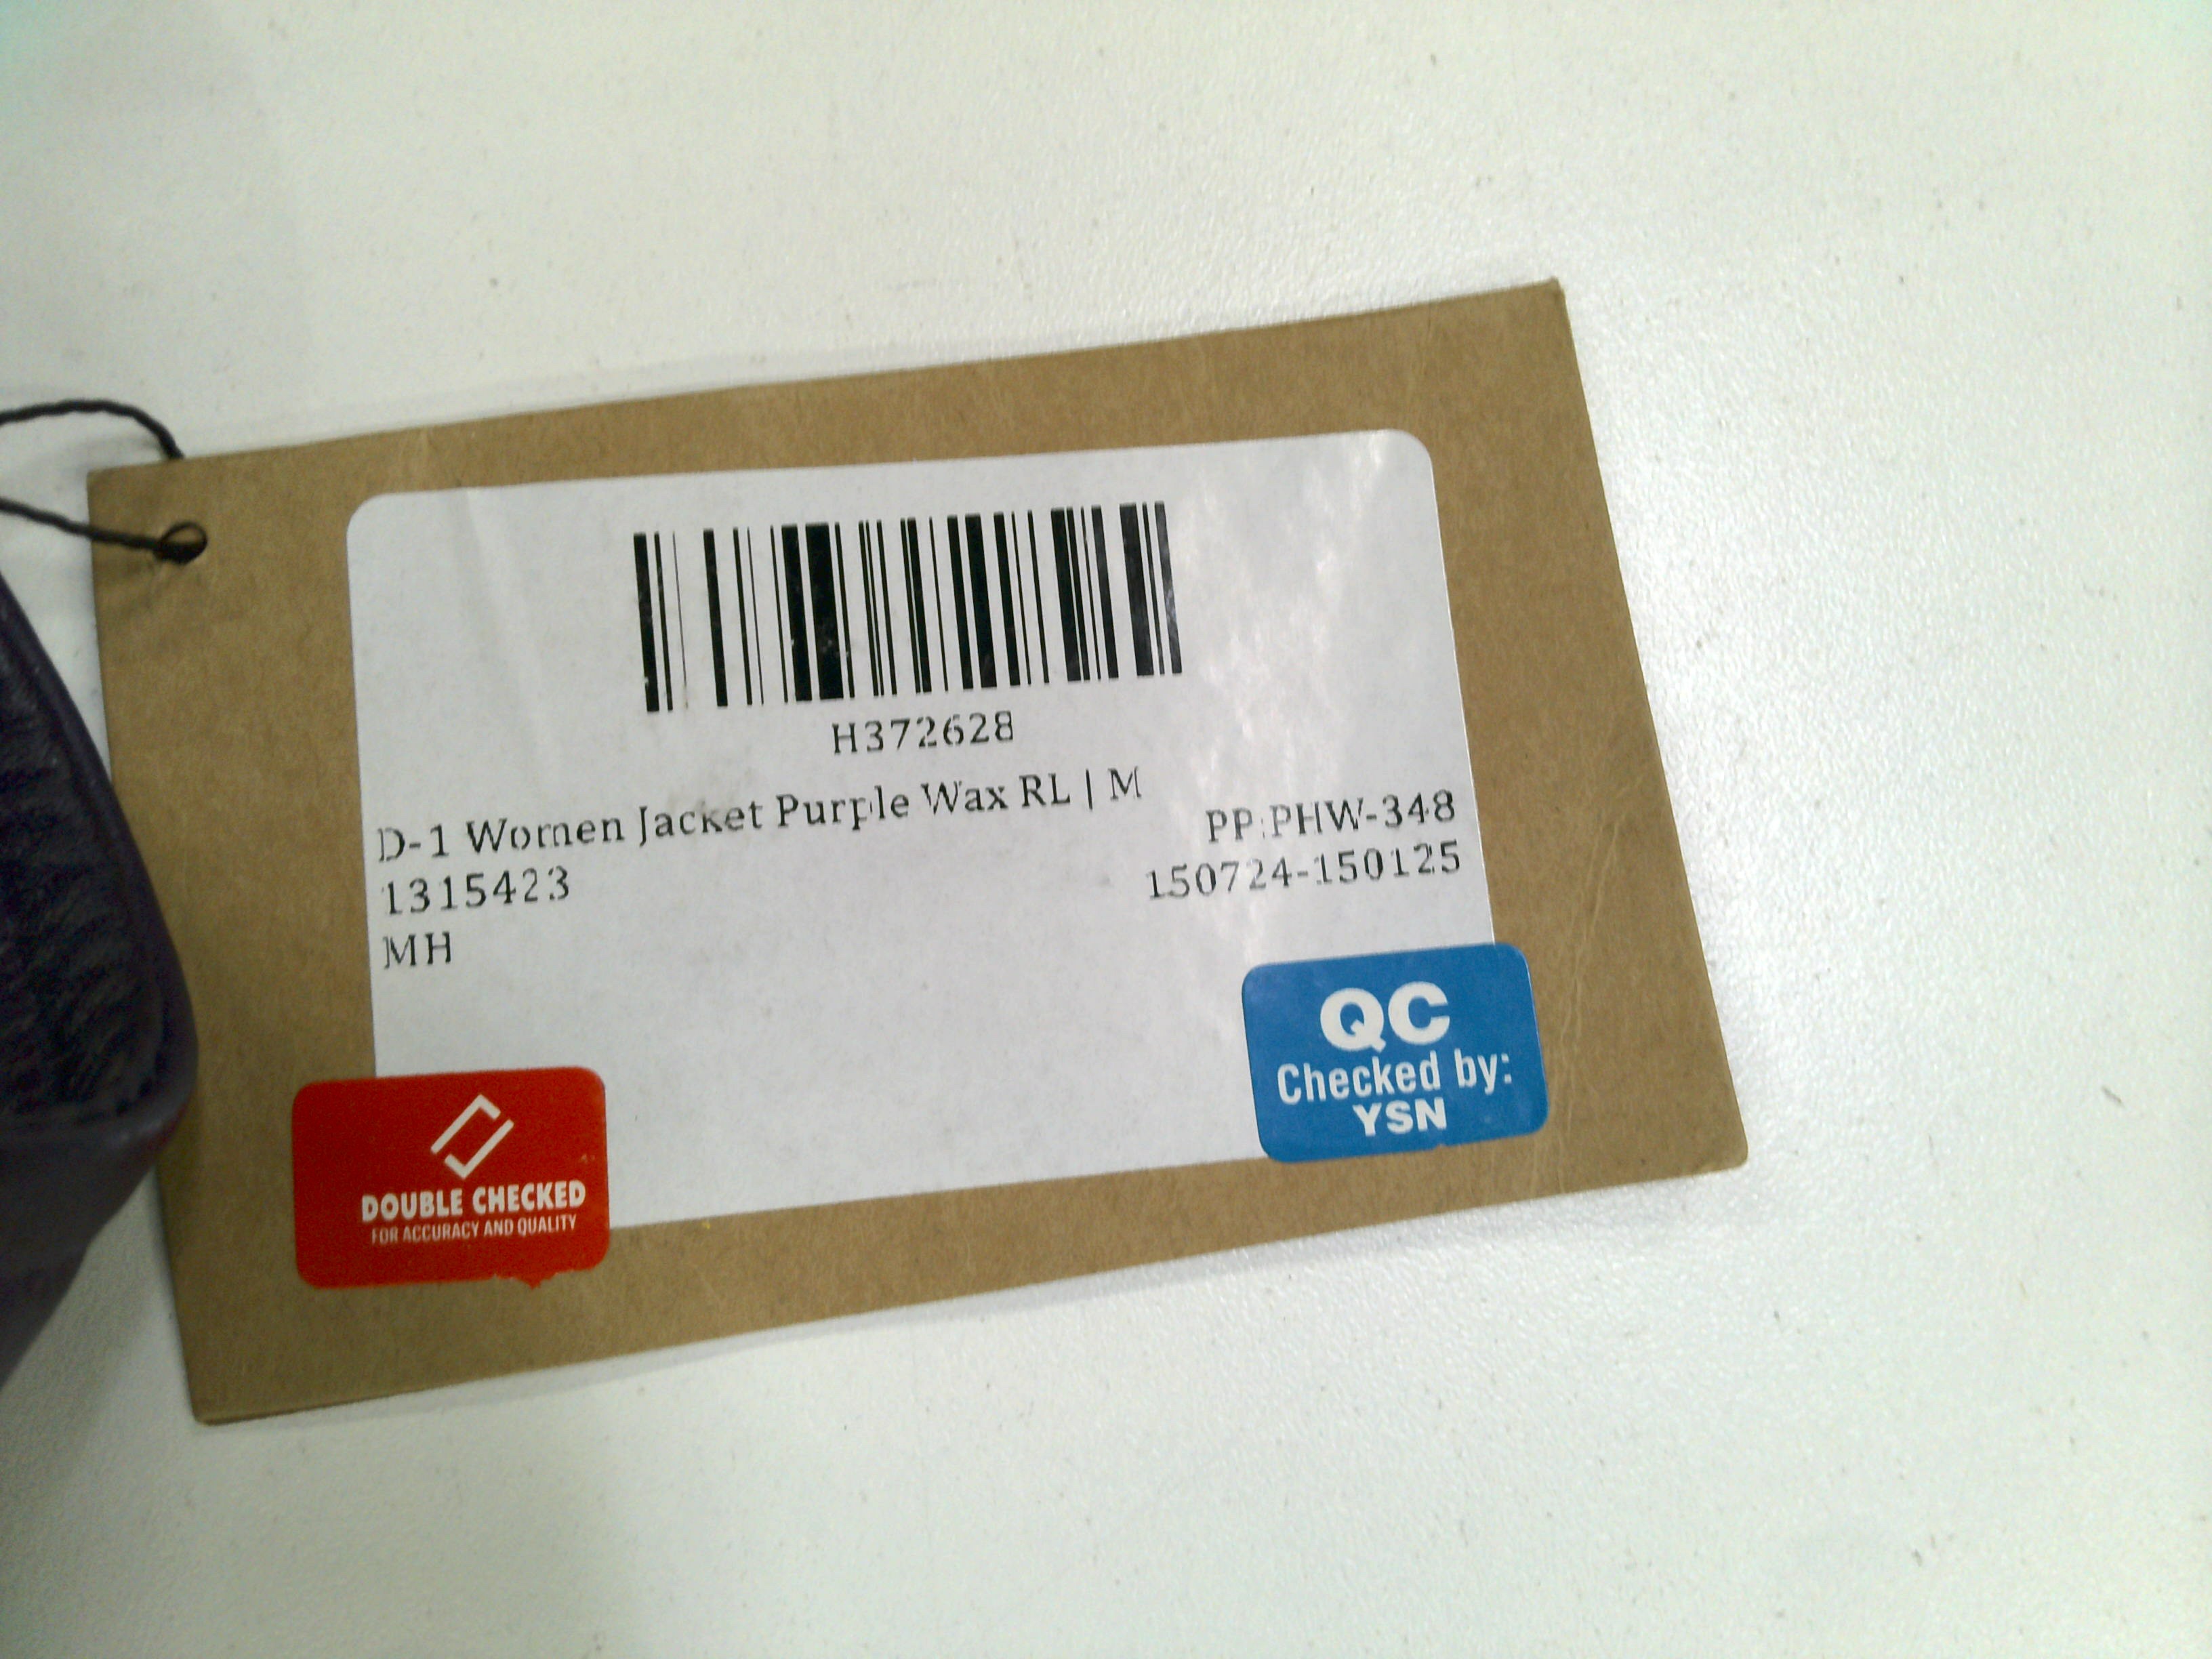 H372628
D-1 Women Jacket Purple Wax RL | M
PP:PHW-348
1315423
150724-150125
MH
QC
Checked by:
YSN
DOUBLE CHECKED
FOR ACCURACY AND QUALITY